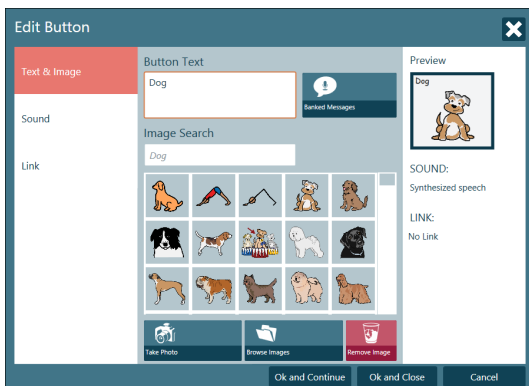 Edit Button
Text & Image
Sound
Link
Button Text
Dog
Banked Messages
Image Search
Dog
Take Photo
Browse Images
Remove Image
Preview
Dog
SOUND:
Synthesized speech
LINK:
No Link
Ok and Continue
Ok and Close
Cancel